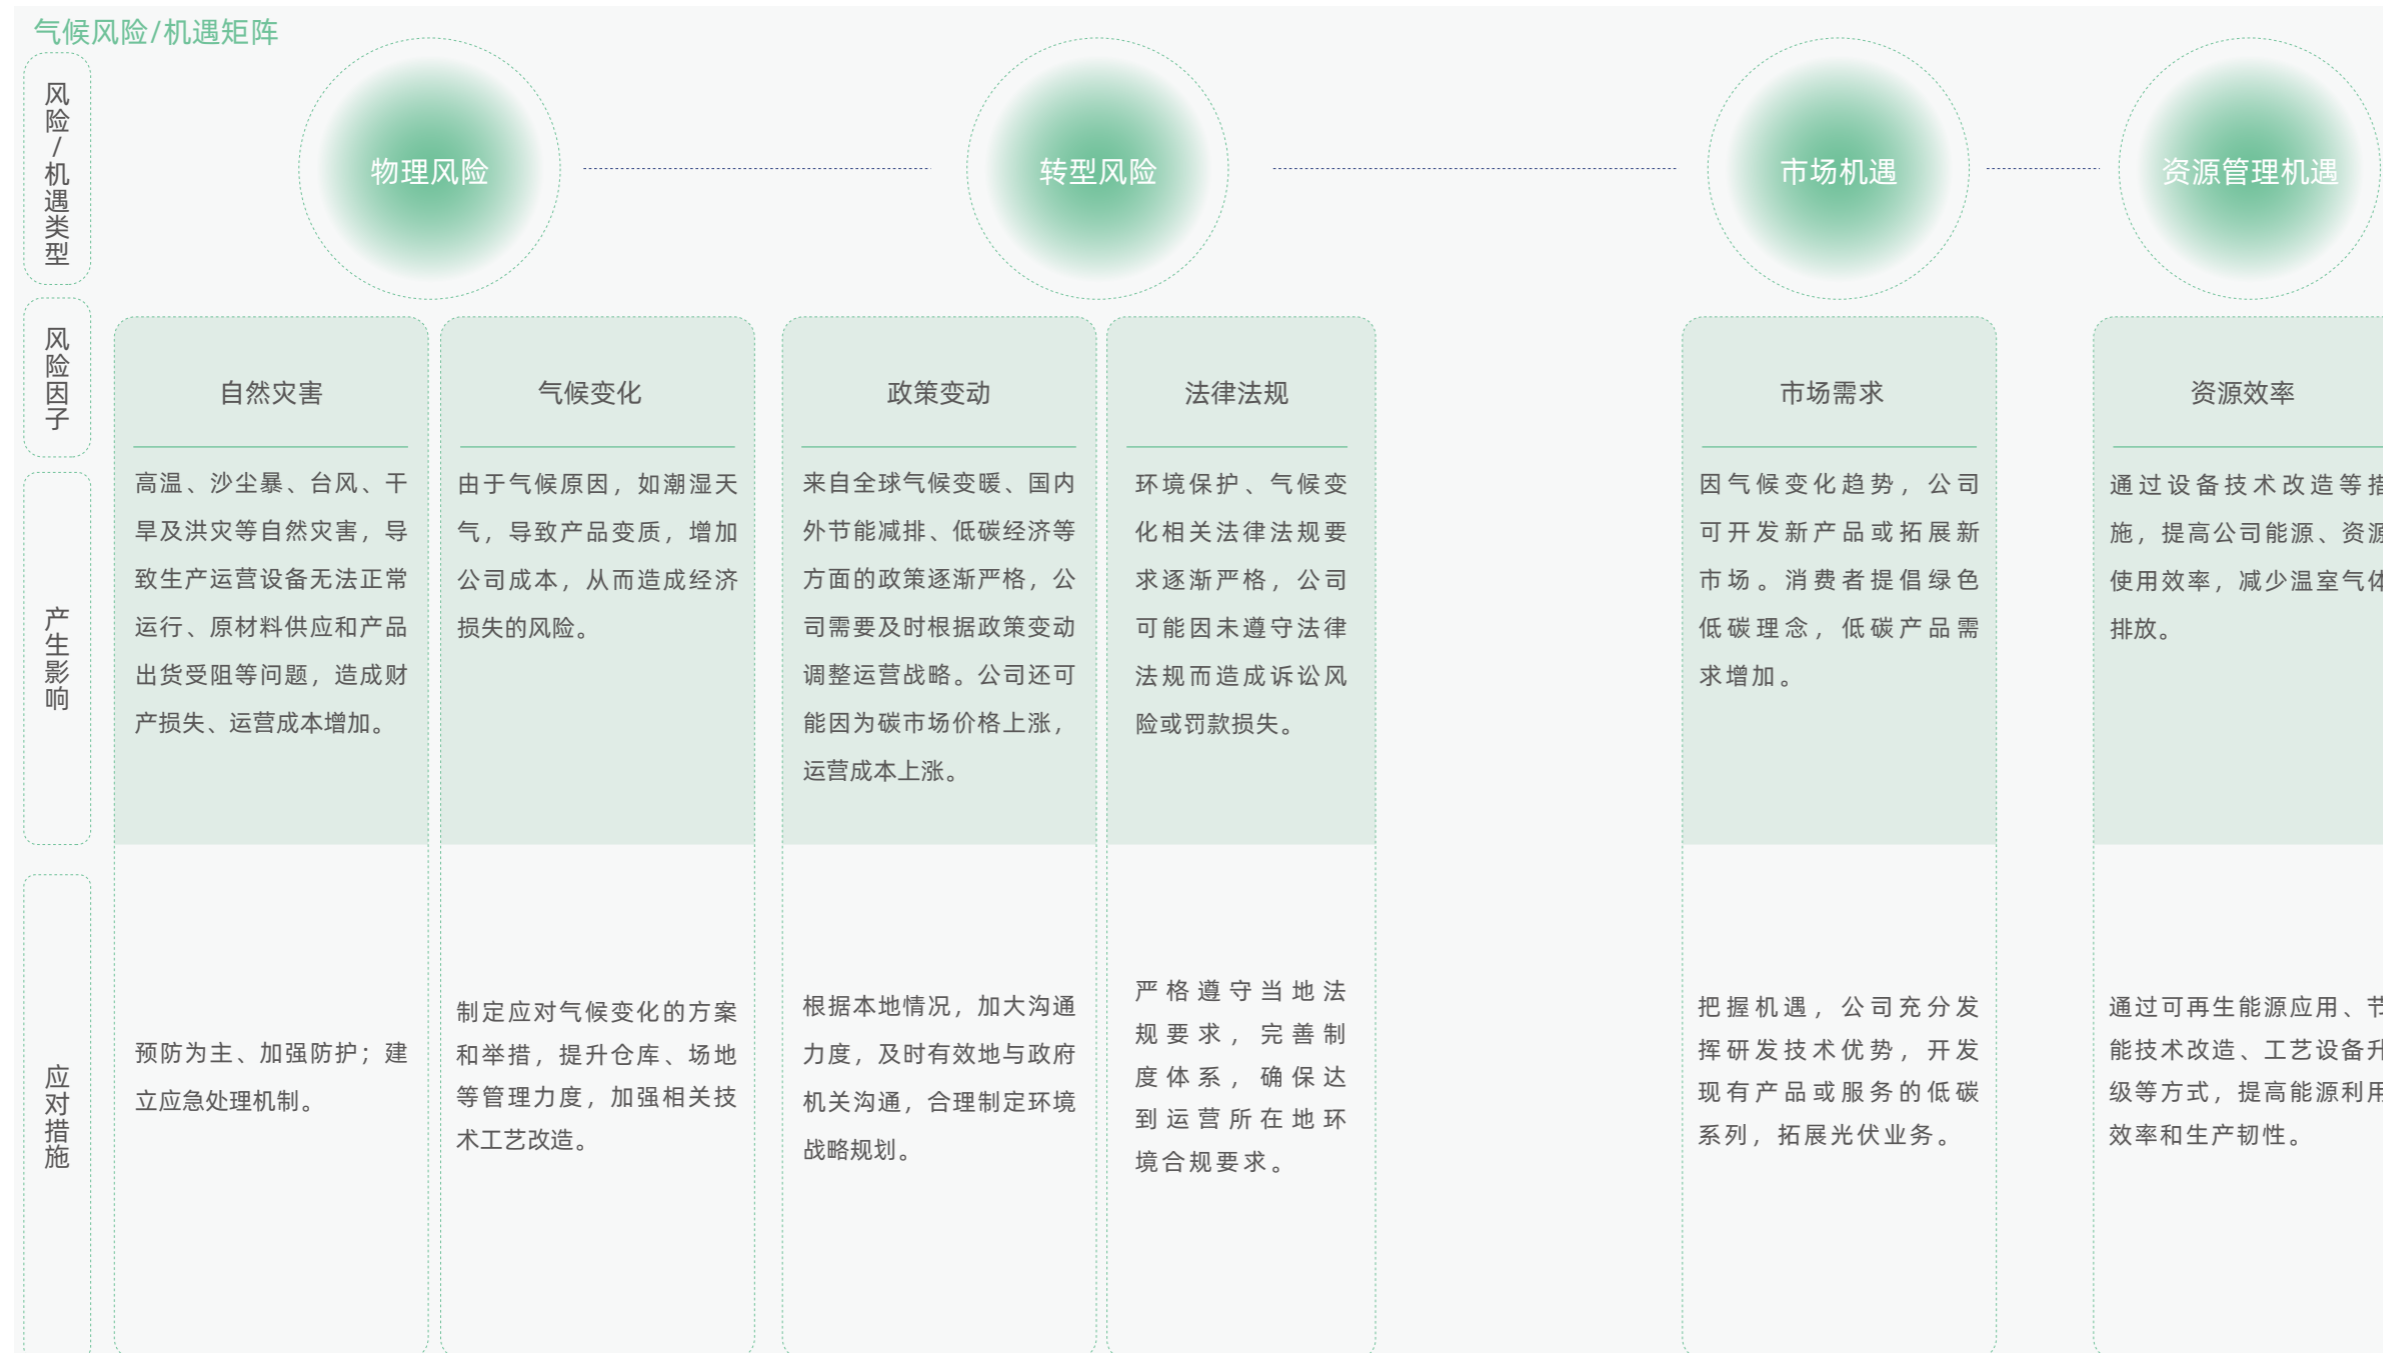 气候风险/机遇矩阵
风险/机遇类型
物理风险
转型风险
市场机遇
资源管理机遇
风险因子
自然灾害
气候变化
政策变动
法律法规
市场需求
资源效率
产生影响
高温、沙尘暴、台风、干
旱及洪灾等自然灾害，导
致生产运营设备无法正常
运行、原材料供应和产品
出货受阻等问题，造成财
产损失、运营成本增加。
由于气候原因，如潮湿天
气，导致产品变质，增加
公司成本，从而造成经济
损失的风险。
来自全球气候变暖、国内
外节能减排、低碳经济等
方面的政策逐渐严格，公
司需要及时根据政策变动
调整运营战略。公司还可
能因为碳市场价格上涨，
运营成本上涨。
环境保护、气候变
化相关法律法规要
求逐渐严格，公司
可能因未遵守法律
法规而造成诉讼风
险或罚款损失。
因气候变化趋势，公司
可开发新产品或拓展新
市场。消费者提倡绿色
低碳理念，低碳产品需
求增加。
通过设备技术改造等措
施，提高公司能源、资源
使用效率，减少温室气体
排放。
应对措施
预防为主、加强防护；建
立应急处理机制。
制定应对气候变化的方案
和举措，提升仓库、场地
等管理力度，加强相关技
术工艺改造。
根据本地情况，加大沟通
力度，及时有效地与政府
机关沟通，合理制定环境
战略规划。
严格遵守当地法
规要求，完善制
度体系，确保达
到运营所在地环
境合规要求。
把握机遇，公司充分发
挥研发技术优势，开发
现有产品或服务的低碳
系列，拓展光伏业务。
通过可再生能源应用、节
能技术改造、工艺设备升
级等方式，提高能源利用
效率和生产韧性。